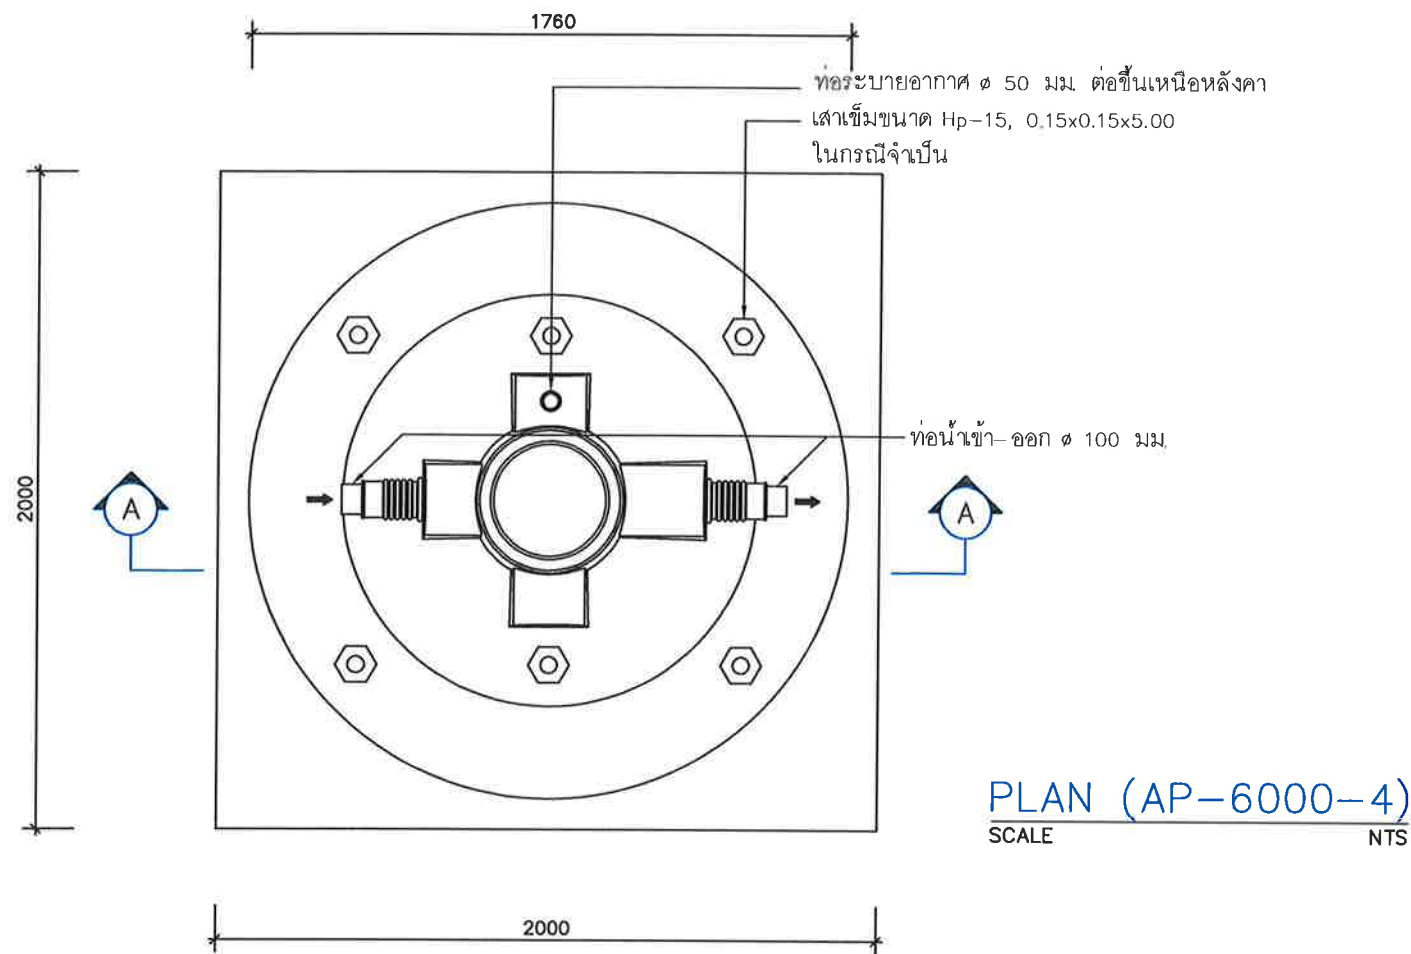 1760
ท่อระบายอากาศ ø 50 มม. ต่อขึ้นเหนือหลังคา
เสาเข็มขนาด Hp-15, 0.15x0.15x5.00
ในกรณีจำเป็น
ท่อน้ำเข้า-ออก ø 100 มม.
2000
A
A
PLAN (AP-6000-4)
SCALE NTS
2000